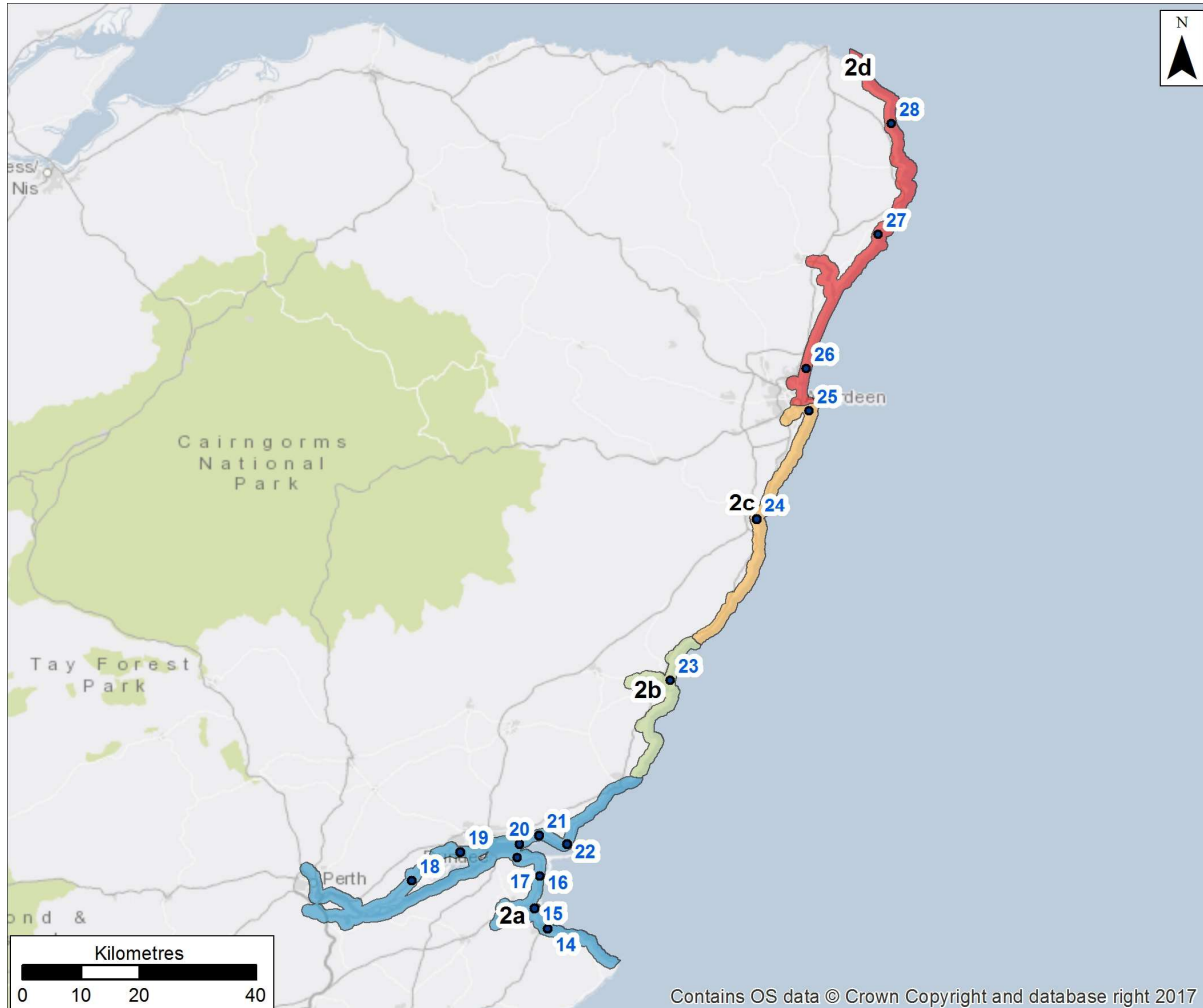 N
2d
28
ess/
Nis
27
26
25
deen
Cairngorms
National
Park
2c
24
Tay Forest
Park
23
2b
21
20
19
22
18
Perth
17
16
2a
15
14
ond &
Kilometres
0 10 20 40
Contains OS data © Crown Copyright and database right 2017